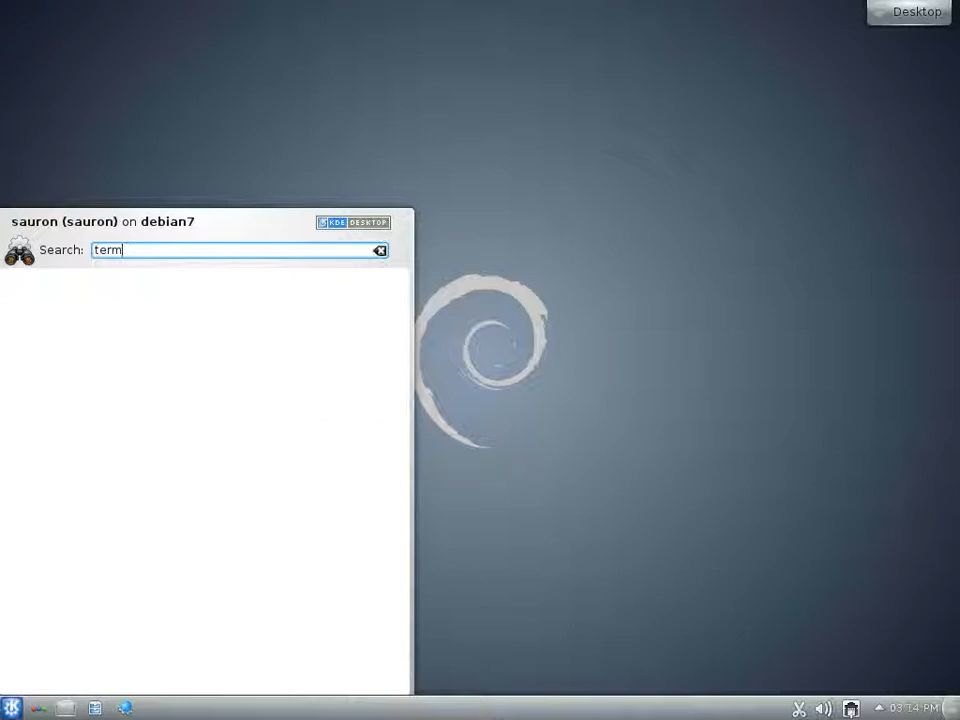 Desktop
sauron (sauron) on debian7
KDE DESKTOP
Search: term
03:14 PM